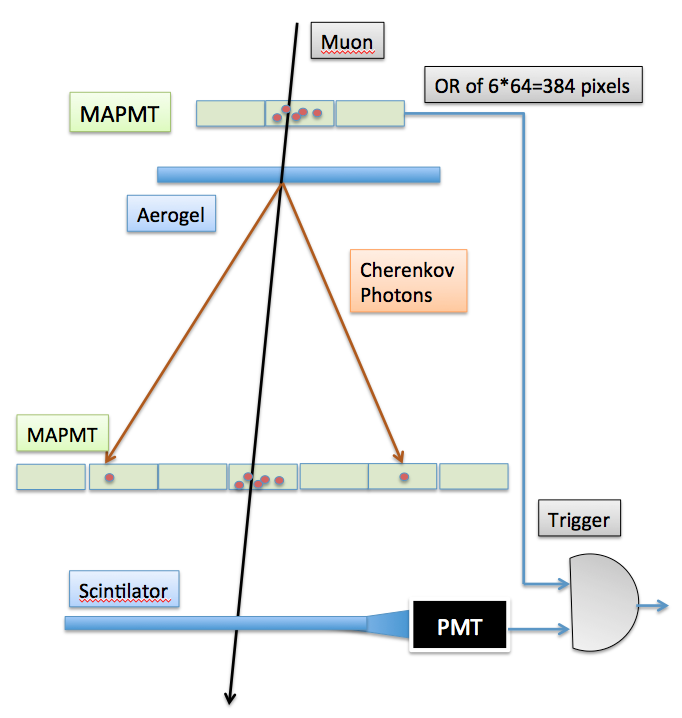 Muon
OR of 6*64=384 pixels
MAPMT
Aerogel
Cherenkov
Photons
MAPMT
Trigger
Scintilator
PMT